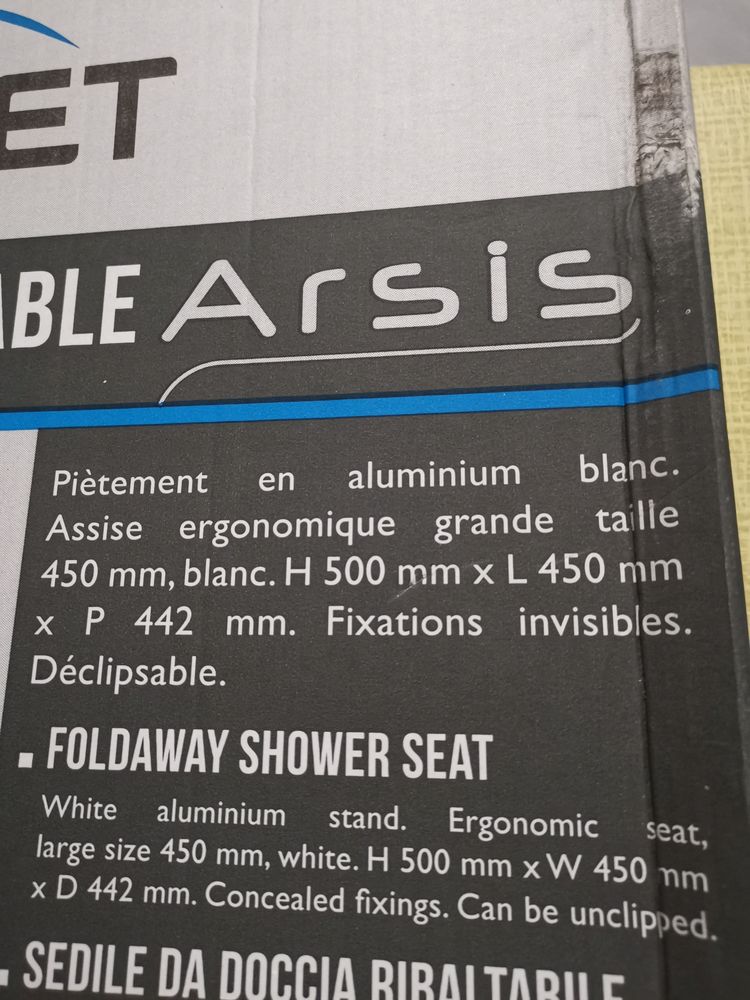 ET
ABLE Arsis
Piètement en aluminium blanc.
Assise ergonomique grande taille
450 mm, blanc. H 500 mm x L 450 mm
x P 442 mm. Fixations invisibles.
Déclipsable.
▪ FOLDAWAY SHOWER SEAT
White aluminium stand. Ergonomic seat,
large size 450 mm, white. H 500 mm x W 450 mm
x D 442 mm. Concealed fixings. Can be unclipped.
▪ SEDILE DA DOCCIA RIBALTABILE